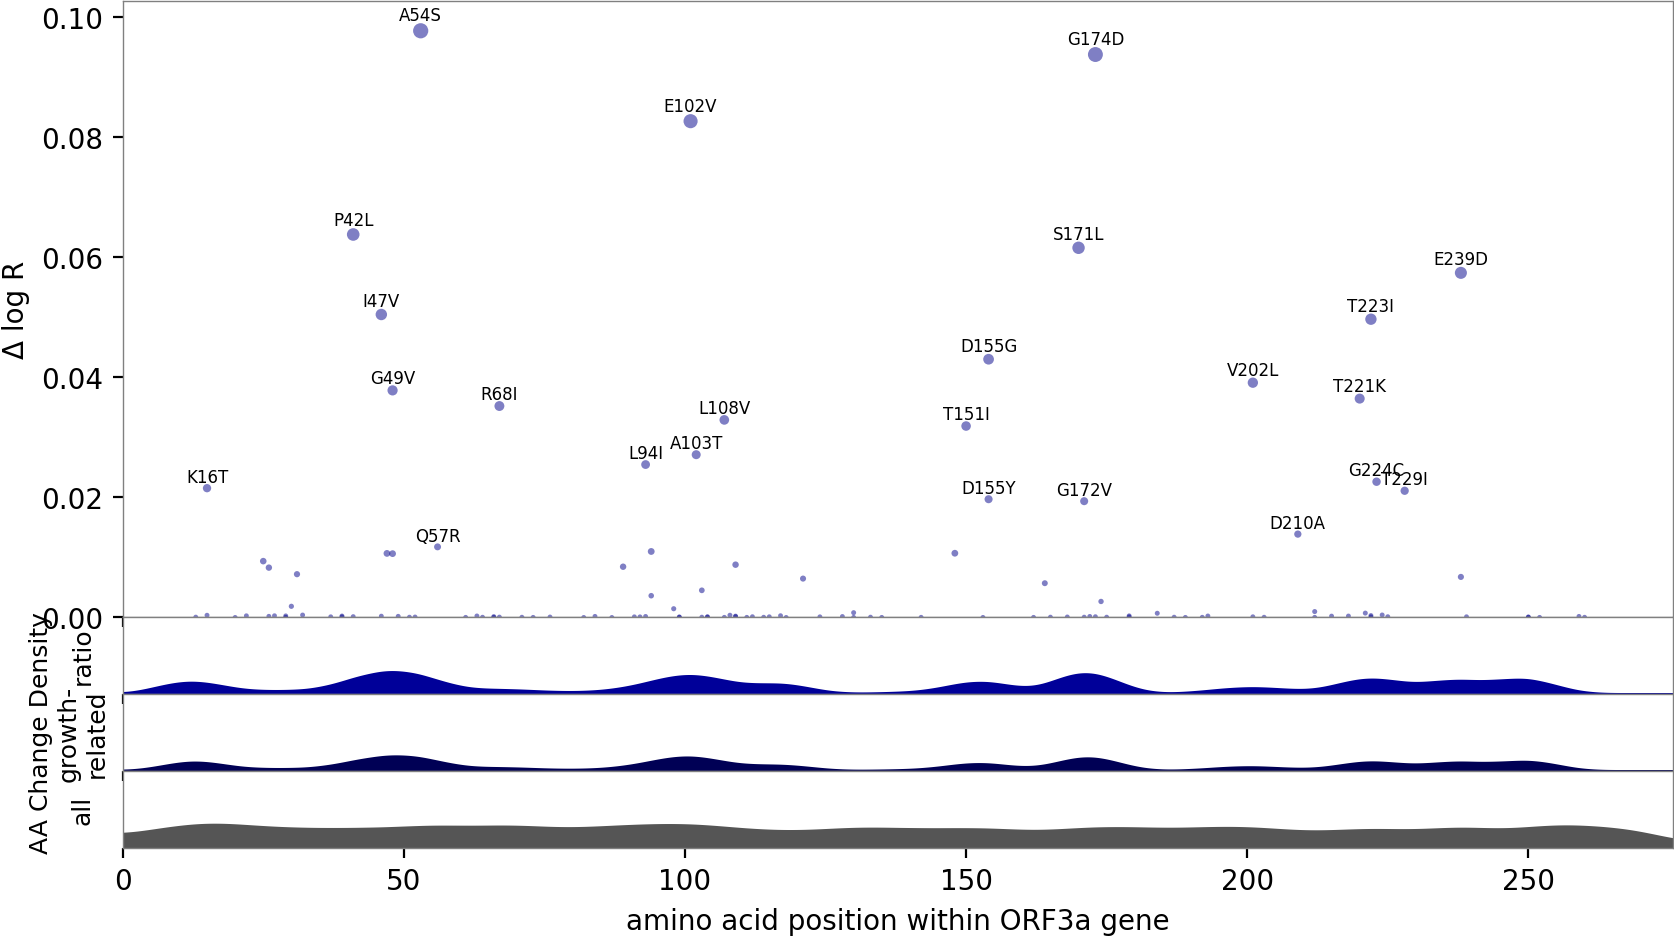 A54S
0.10
G174D
E102V
0.08
P42L
S171L
0.06
E239D
I47V
T223I
Δ log R
D155G
G49V
V202L
0.04
R68I
T221K
L108V
T151I
A103T
L94I
K16T
G224C
T229I
D155Y
G172V
0.02
D210A
Q57R
0.00
AA Change Density
ratio
growth-
related
all
0
50
100
150
200
250
amino acid position within ORF3a gene